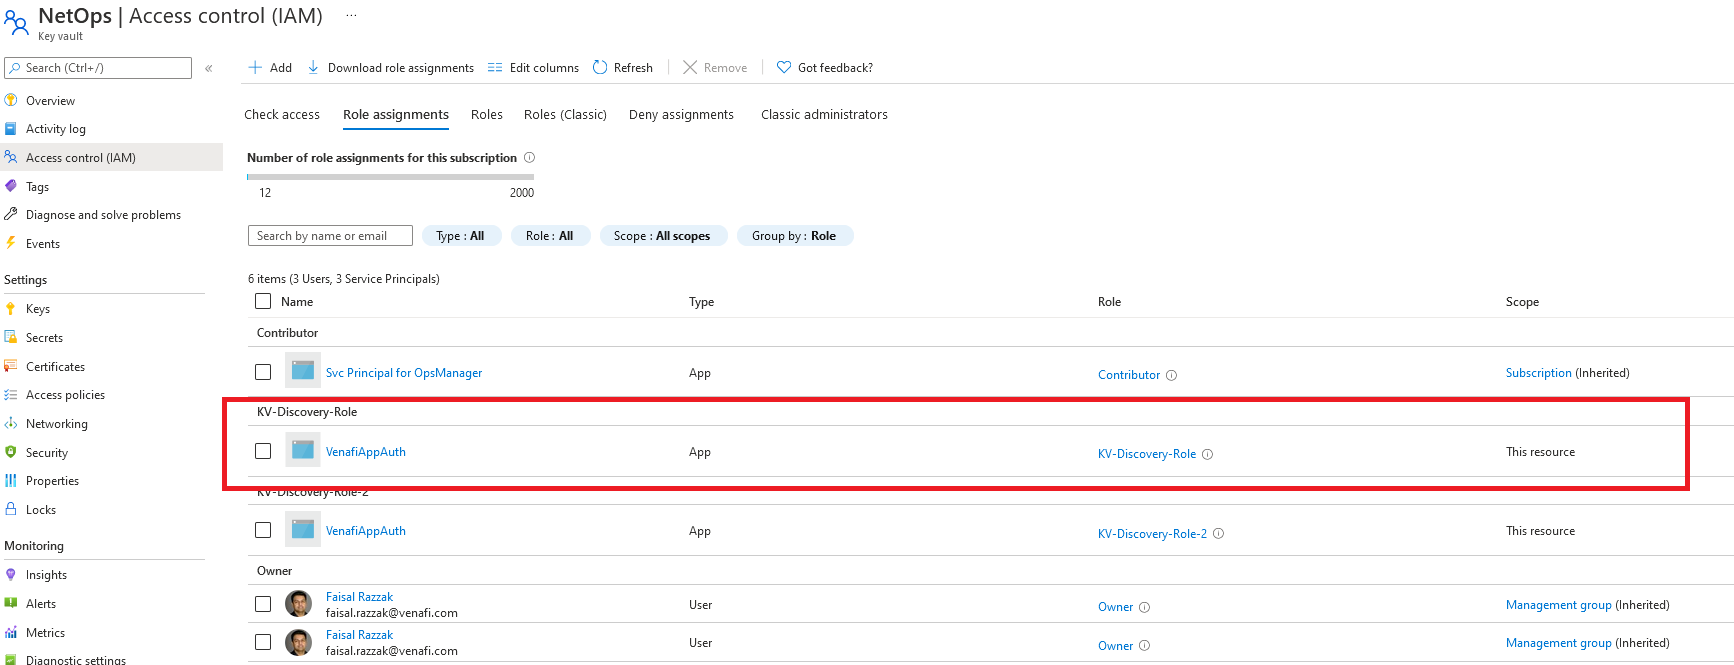 NetOps | Access control (IAM) ...
Key vault
Search (Ctrl+/) «
Add Download role assignments Edit columns Refresh Remove Got feedback?
Overview
Activity log
Access control (IAM)
Tags
Diagnose and solve problems
Events
Settings
Keys
Secrets
Certificates
Access policies
Networking
Security
Properties
Locks
Monitoring
Insights
Alerts
Metrics
Diagnostic settings
Check access Role assignments Roles Roles (Classic) Deny assignments Classic administrators
Number of role assignments for this subscription
12 2000
Search by name or email Type : All Role : All Scope : All scopes Group by : Role
6 items (3 Users, 3 Service Principals)
Name Type Role Scope
Contributor
Svc Principal for OpsManager App Contributor Subscription (Inherited)
KV-Discovery-Role
VenafiAppAuth App KV-Discovery-Role This resource
KV-Discovery-Role-2
VenafiAppAuth App KV-Discovery-Role-2 This resource
Owner
Faisal Razzak
faisal.razzak@venafi.com User Owner Management group (Inherited)
Faisal Razzak
faisal.razzak@venafi.com User Owner Management group (Inherited)